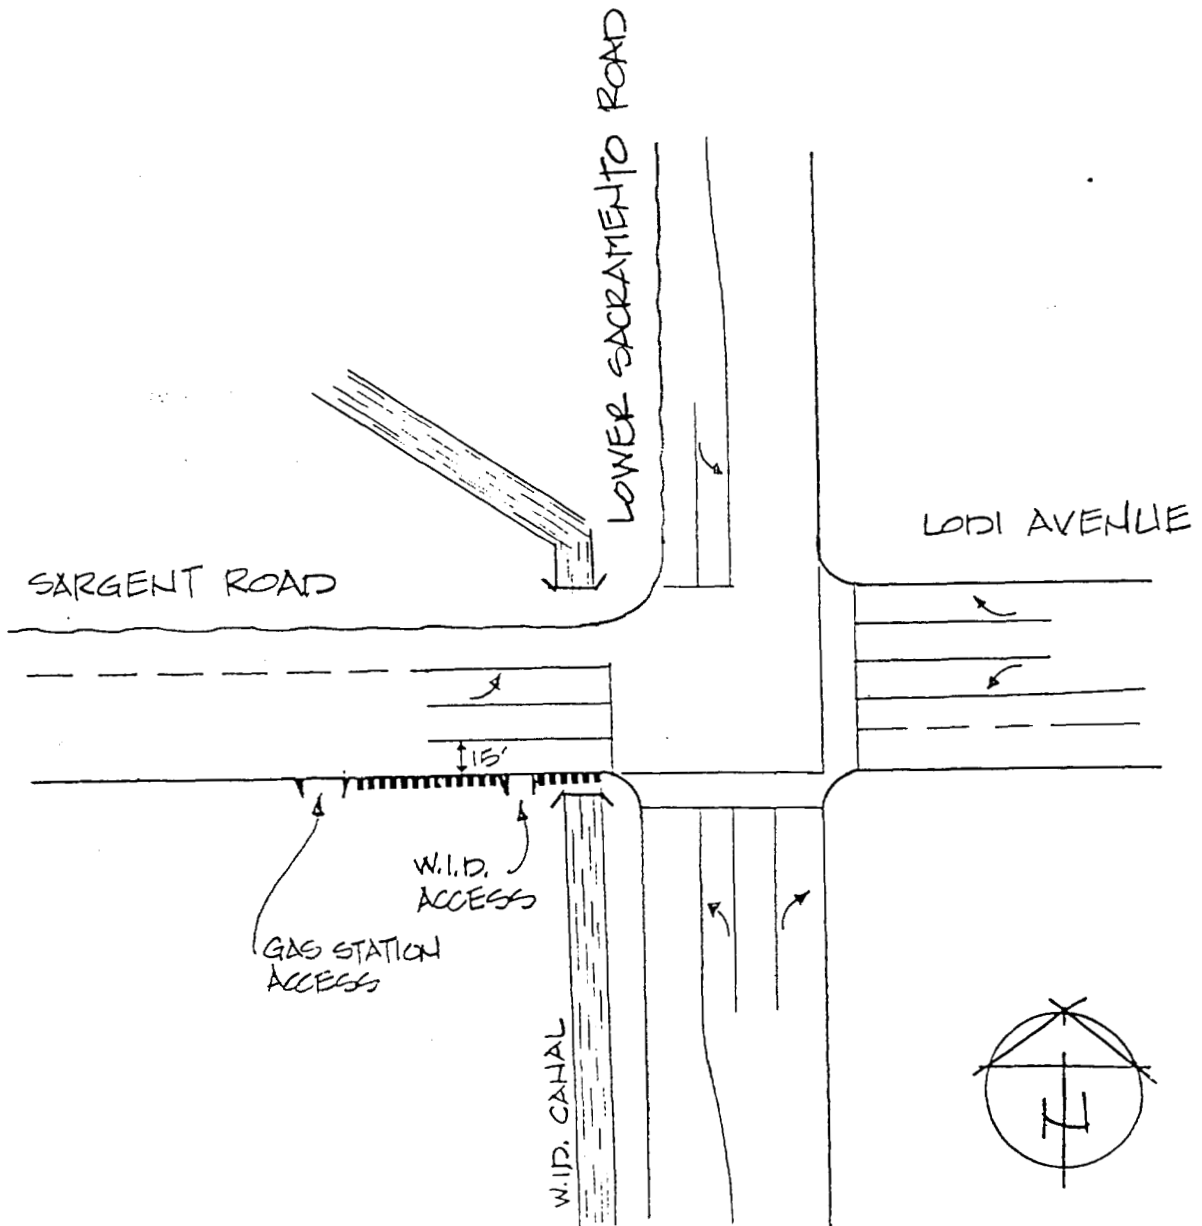 LOWER SACRAMENTO ROAD
LODI AVENUE
SARGENT ROAD
15'
W.I.D.
ACCESS
GAS STATION
ACCESS
W.I.D. CANAL
N